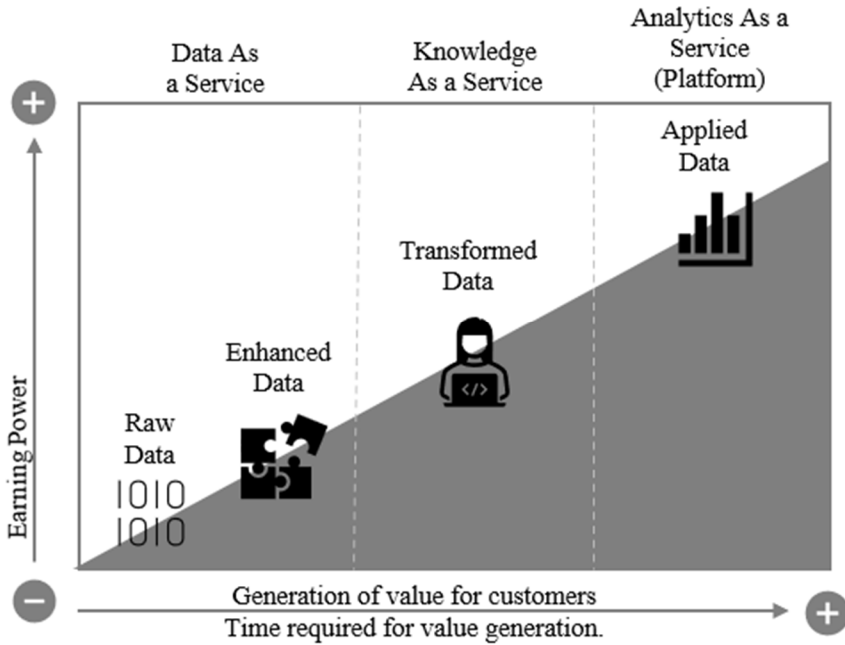 Data As
a Service
Knowledge
As a Service
Analytics As a
Service
(Platform)
Applied
Data
Transformed
Data
Enhanced
Data
Raw
Data
1010
1010
</>
Earning Power
Generation of value for customers
Time required for value generation.